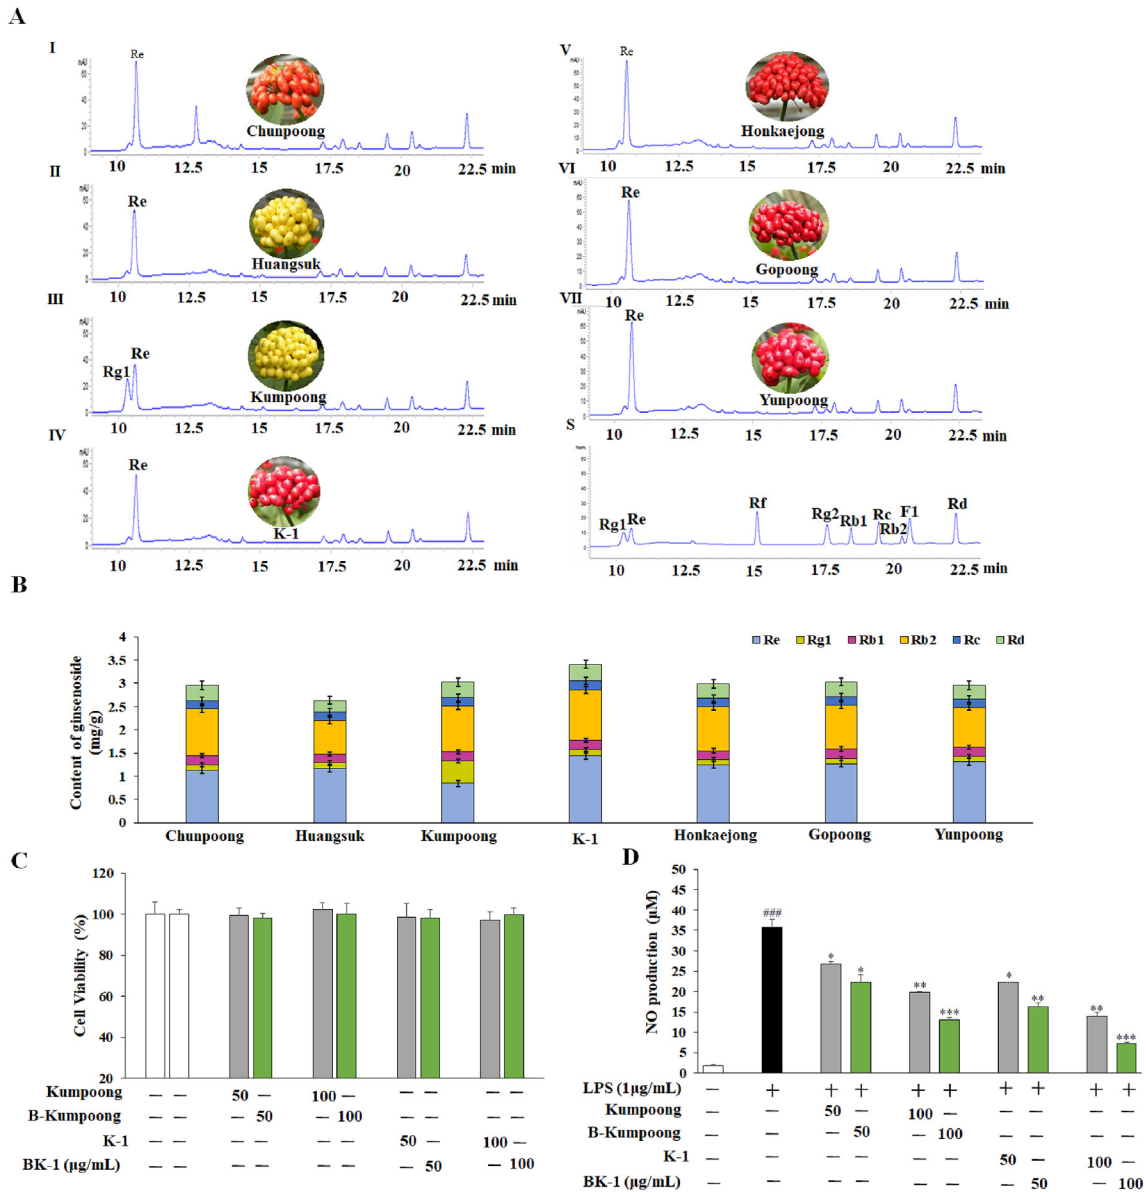 A
I
Re
mAU
Chunpoong
10 12.5 15 17.5 20 22.5 min
II
Re
mAU
Huangsuk
10 12.5 15 17.5 20 22.5 min
III
Re
Rg1
Kumpoong
10 12.5 15 17.5 20 22.5 min
IV
Re
K-1
10 12.5 15 17.5 20 22.5 min
V
Re
mAU
Honkaejong
10 12.5 15 17.5 20 22.5 min
VI
Re
Gopoong
10 12.5 15 17.5 20 22.5 min
VII
Re
Yunpoong
10 12.5 15 17.5 20 22.5 min
S
Rg1 Re Rf Rg2 Rb1 Rc Rb2 F1 Rd
10 12.5 15 17.5 20 22.5 min
B
Content of ginsenoside
(mg/g)
4
3.5
3
2.5
2
1.5
1
0.5
0
Re Rg1 Rb1 Rb2 Rc Rd
Chunpoong Huangsuk Kumpoong K-1 Honkaejong Gopoong Yunpoong
C
Cell Viability (%)
120
100
80
60
40
20
Kumpoong — — 50 — 100 — — — — —
B-Kumpoong — — — 50 — 100 — — — —
K-1 — — — — — — 50 — 100 —
BK-1 (μg/mL) — — — — — — — 50 — 100
D
NO production (μM)
50
45
40
35
30
25
20
15
10
5
0
### * * ** *** * ** ** ***
LPS (1μg/mL) — + + + + + + + + +
Kumpoong — — 50 — 100 — — — — —
B-Kumpoong — — — 50 — 100 — — — —
K-1 — — — — — — 50 — 100 —
BK-1 (μg/mL) — — — — — — — 50 — 100